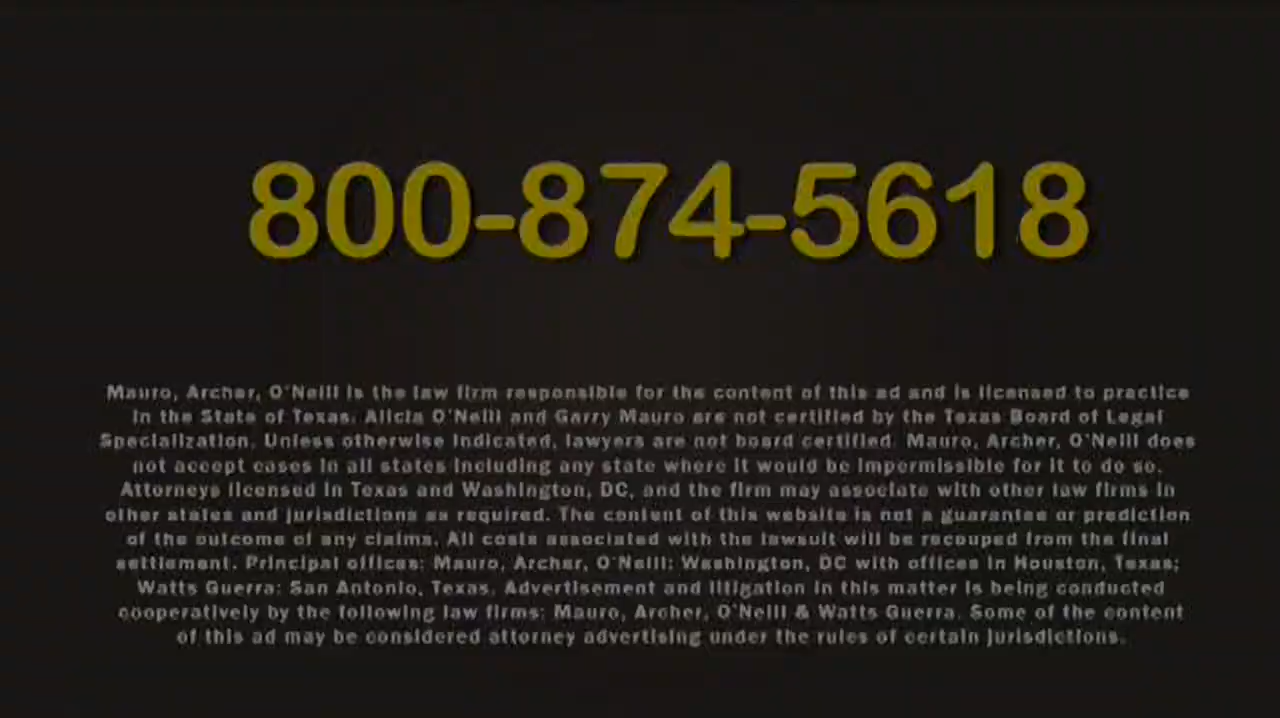 800-874-5618
Mauro, Archer, O'Neill is the law firm responsible for the content of this ad and is licensed to practice
in the State of Texas. Alicia O'Neill and Garry Mauro are not certified by the Texas Board of Legal
Specialization. Unless otherwise indicated, lawyers are not board certified. Mauro, Archer, O'Neill does
not accept cases in all states including any state where it would be impermissible for it to do so.
Attorneys licensed in Texas and Washington, DC, and the firm may associate with other law firms in
other states and jurisdictions as required. The content of this website is not a guarantee or prediction
of the outcome of any claims. All costs associated with the lawsuit will be recouped from the final
settlement. Principal offices: Mauro, Archer, O'Neill: Washington, DC with offices in Houston, Texas;
Watts Guerra: San Antonio, Texas. Advertisement and litigation in this matter is being conducted
cooperatively by the following law firms: Mauro, Archer, O'Neill & Watts Guerra. Some of the content
of this ad may be considered attorney advertising under the rules of certain jurisdictions.